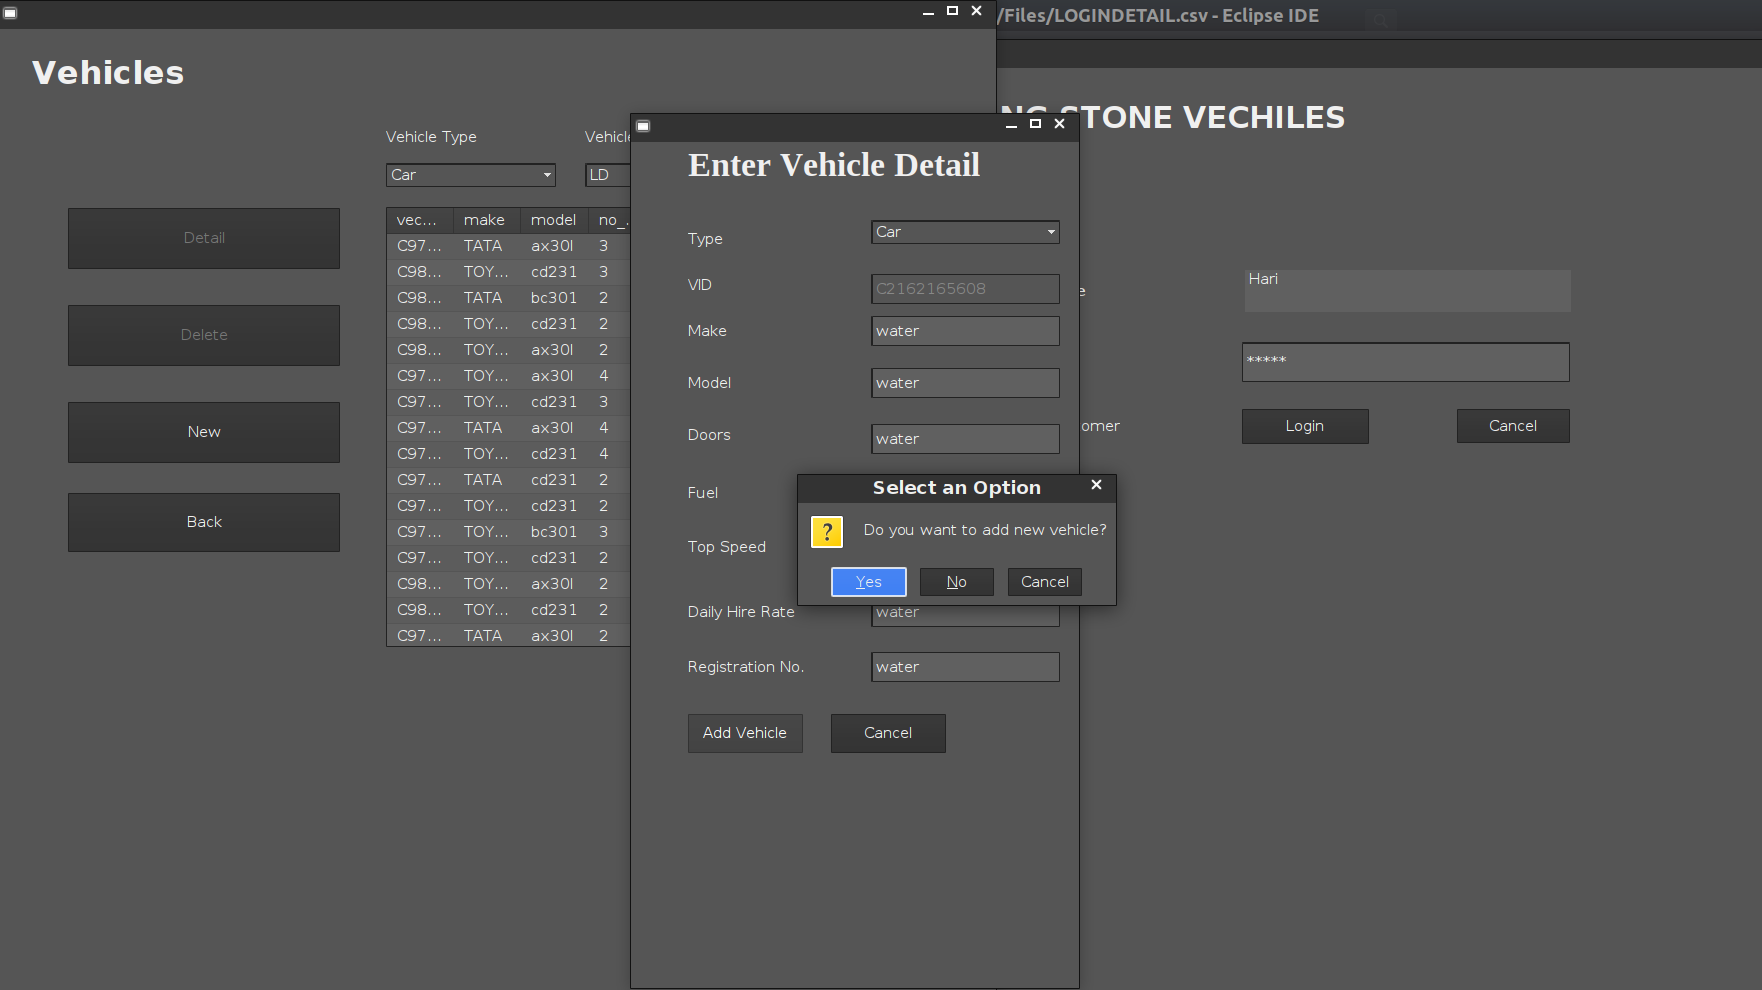 /Files/LOGINDETAIL.csv - Eclipse IDE
Vehicles
Vehicle Type
Car
LD
Detail
Delete
New
Back
vec... make model
C97... TATA ax30l 3
C98... TOY... cd231 3
C98... TATA bc301 2
C98... TOY... cd231 2
C98... TOY... ax30l 2
C97... TOY... ax30l 4
C97... TOY... cd231 3
C97... TATA ax30l 4
C97... TOY... cd231 4
C97... TATA cd231 2
C97... TOY... cd231 2
C97... TOY... bc301 3
C97... TOY... cd231 2
C98... TOY... ax30l 2
C98... TOY... cd231 2
C97... TATA ax30l 2
Enter Vehicle Detail
Type Car
VID C2162165608
Make water
Model water
Doors water
Fuel
Top Speed
Daily Hire Rate water
Registration No. water
Add Vehicle Cancel
Select an Option
? Do you want to add new vehicle?
Yes No Cancel
STONE VECHILES
Hari
*****
Login Cancel